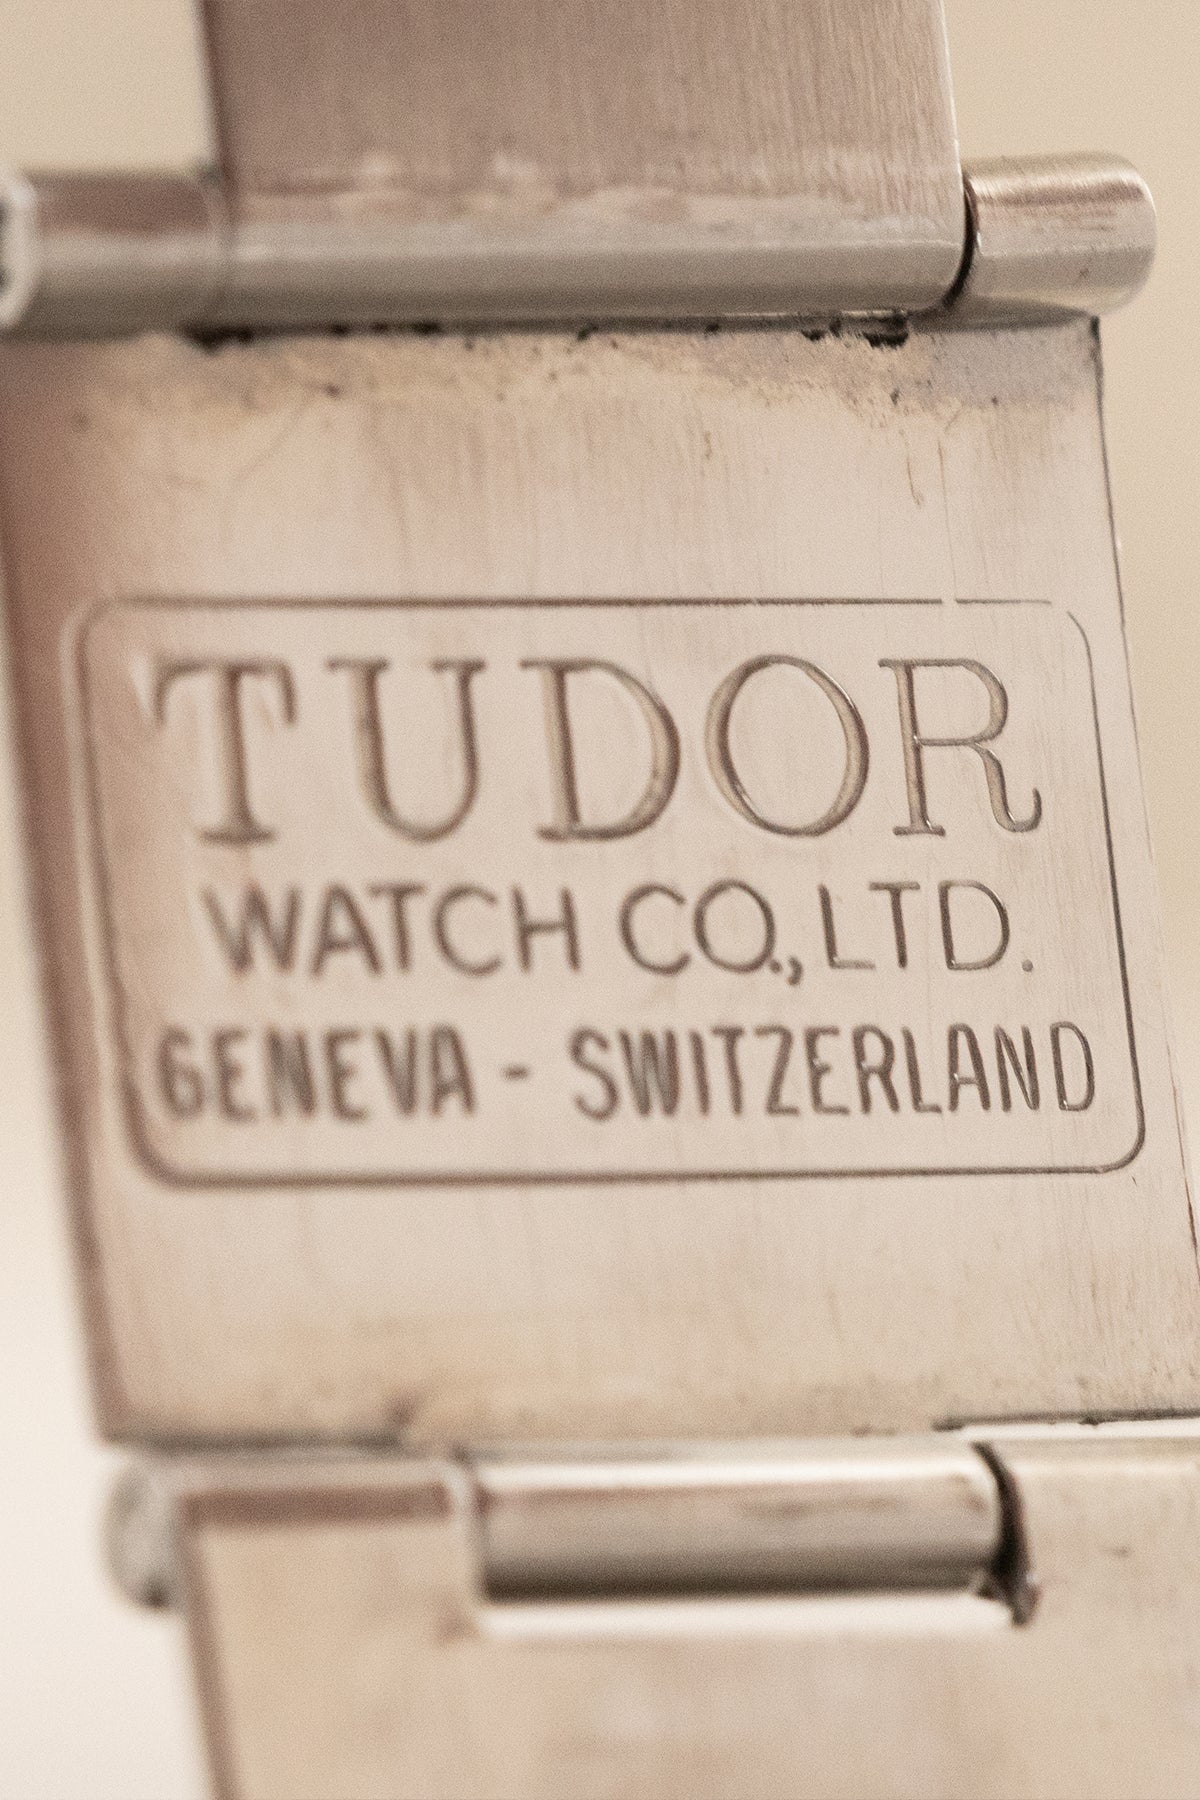 TUDOR
WATCH CO., LTD.
GENEVA - SWITZERLAND